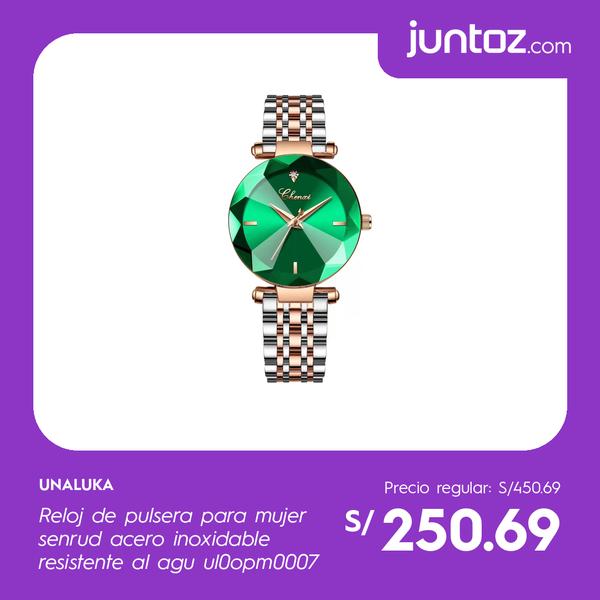 juntoz.com
Chenxi
UNALUKA
Reloj de pulsera para mujer
senrud acero inoxidable
resistente al agu ul0opm0007
Precio regular: S/450.69
S/ 250.69